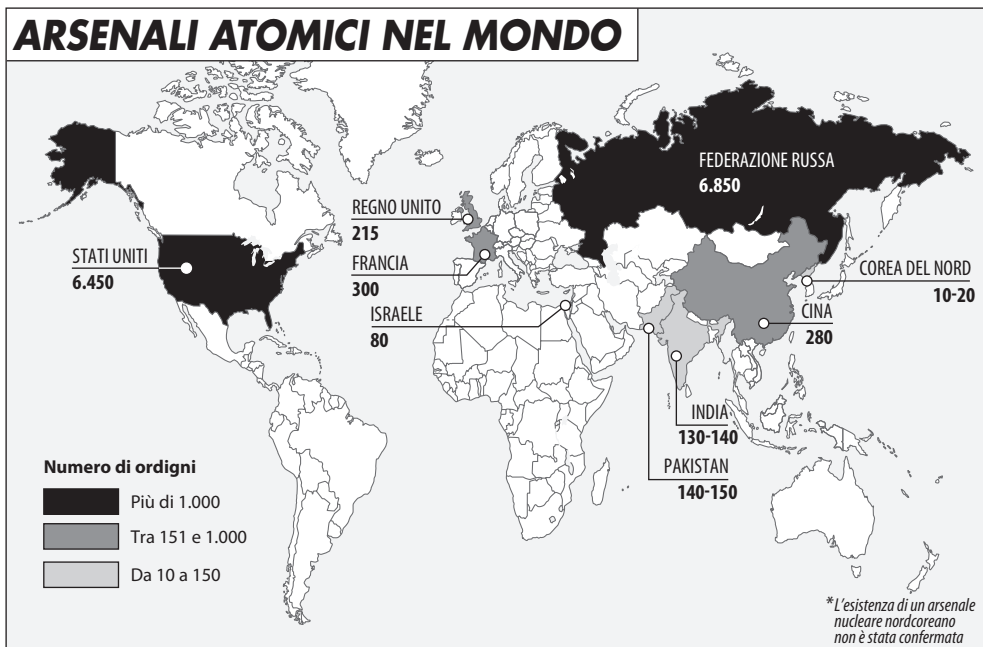 ARSENALI ATOMICI NEL MONDO
FEDERAZIONE RUSSA
6.850
REGNO UNITO
215
STATI UNITI
6.450
FRANCIA
300
COREA DEL NORD
10-20
ISRAELE
80
CINA
280
INDIA
130-140
PAKISTAN
140-150
Numero di ordigni
Più di 1.000
Tra 151 e 1.000
Da 10 a 150
*L'esistenza di un arsenale
nucleare nordcoreano
non è stata confermata